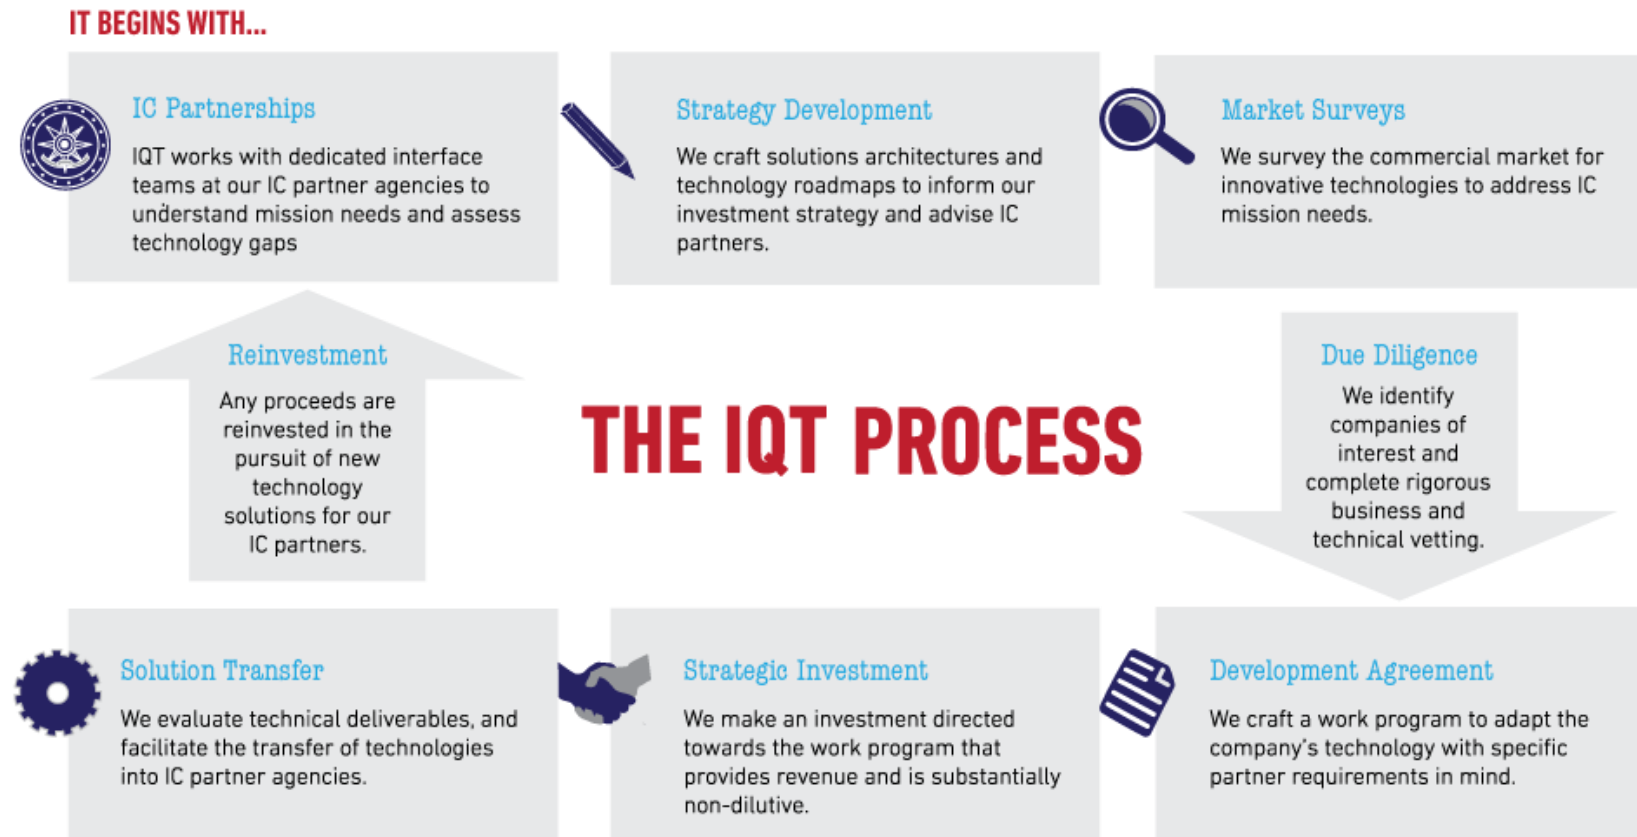 IT BEGINS WITH...
IC Partnerships
IQT works with dedicated interface
teams at our IC partner agencies to
understand mission needs and assess
technology gaps
Strategy Development
We craft solutions architectures and
technology roadmaps to inform our
investment strategy and advise IC
partners.
Market Surveys
We survey the commercial market for
innovative technologies to address IC
mission needs.
Reinvestment
Any proceeds are
reinvested in the
pursuit of new
technology
solutions for our
IC partners.
THE IQT PROCESS
Due Diligence
We identify
companies of
interest and
complete rigorous
business and
technical vetting.
Solution Transfer
We evaluate technical deliverables, and
facilitate the transfer of technologies
into IC partner agencies.
Strategic Investment
We make an investment directed
towards the work program that
provides revenue and is substantially
non-dilutive.
Development Agreement
We craft a work program to adapt the
company's technology with specific
partner requirements in mind.